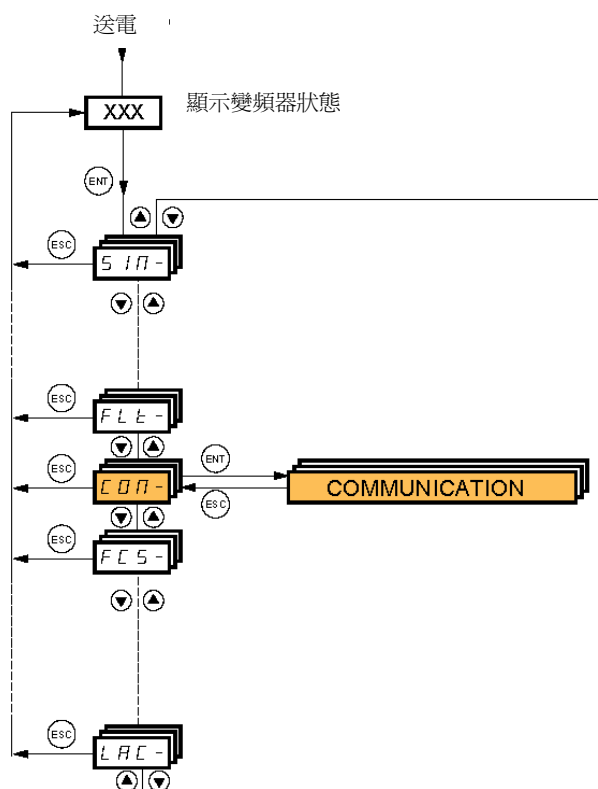 送電
XXX
顯示變頻器狀態
ENT
ESC
SIM-
ESC
FLt-
ESC
COM-
ENT
ESC
COMMUNICATION
ESC
FCS-
ESC
LAC-